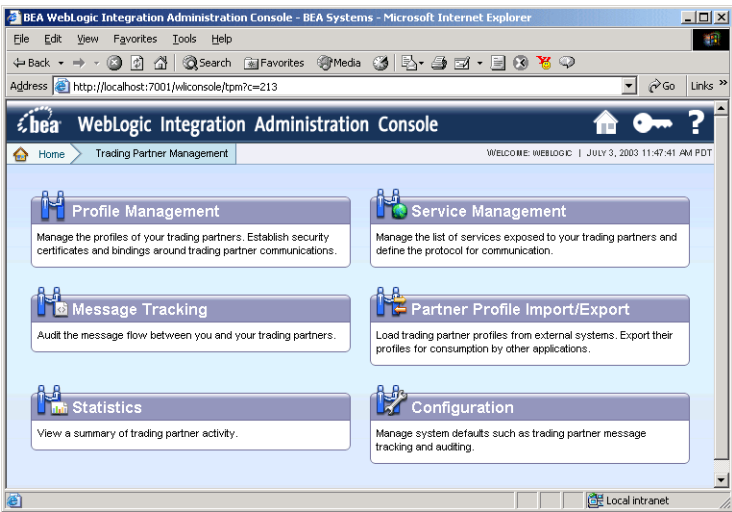 BEA WebLogic Integration Administration Console - BEA Systems - Microsoft Internet Explorer
File Edit View Favorites Tools Help
Back Search Favorites Media
Address http://localhost:7001/wliconsole/tpm?c=213 Go Links »
bea WebLogic Integration Administration Console ?
Home Trading Partner Management WELCOME: WEBLOGIC | JULY 3, 2003 11:47:41 AM PDT
Profile Management
Manage the profiles of your trading partners. Establish security
certificates and bindings around trading partner communications.
Service Management
Manage the list of services exposed to your trading partners and
define the protocol for communication.
Message Tracking
Audit the message flow between you and your trading partners.
Partner Profile Import/Export
Load trading partner profiles from external systems. Export their
profiles for consumption by other applications.
Statistics
View a summary of trading partner activity.
Configuration
Manage system defaults such as trading partner message
tracking and auditing.
Local intranet